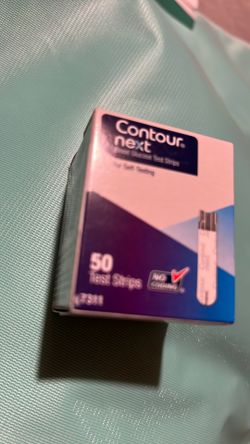 Contour
next
Blood Glucose Test Strips
For Self-Testing
50
Test Strips
NO
CODING
7311